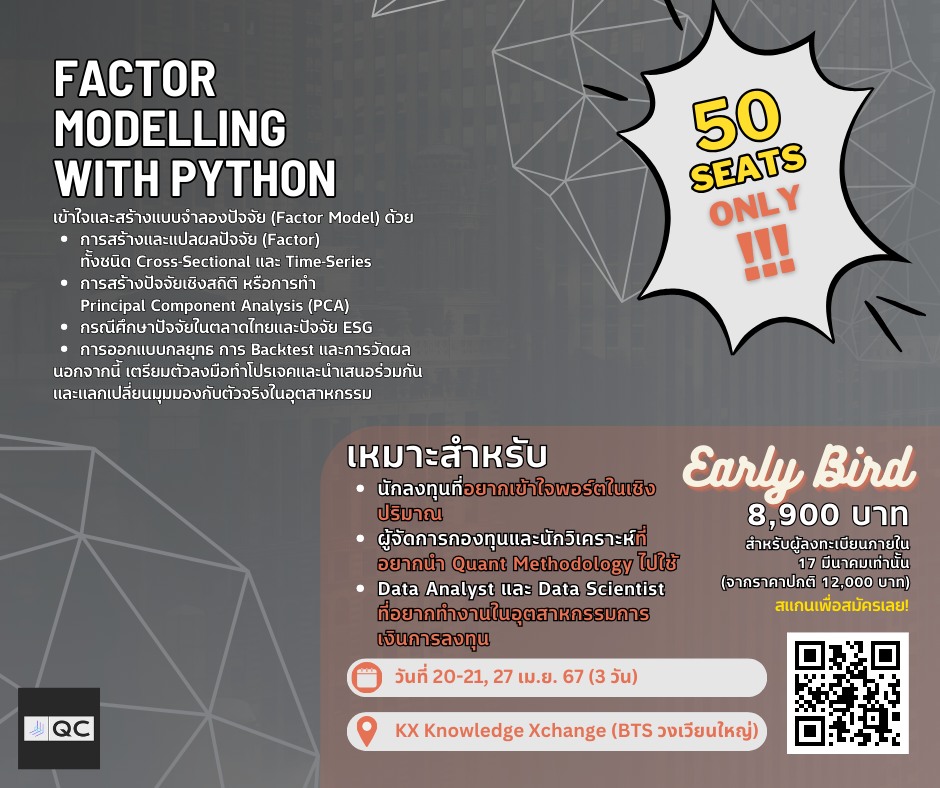 FACTOR
MODELLING
WITH PYTHON
เข้าใจและสร้างแบบจำลองปัจจัย (Factor Model) ด้วย
• การสร้างและแปลผลปัจจัย (Factor)
ทั้งชนิด Cross-Sectional และ Time-Series
• การสร้างปัจจัยเชิงสถิติ หรือการทำ
Principal Component Analysis (PCA)
• กรณีศึกษาปัจจัยในตลาดไทยและปัจจัย ESG
• การออกแบบกลยุทธ การ Backtest และการวัดผล
นอกจากนี้ เตรียมตัวลงมือทำโปรเจคและนำเสนอร่วมกัน
และแลกเปลี่ยนมุมมองกับตัวจริงในอุตสาหกรรม
50
SEATS
ONLY
!!!
เหมาะสำหรับ
• นักลงทุนที่อยากเข้าใจพอร์ตในเชิง
ปริมาณ
• ผู้จัดการกองทุนและนักวิเคราะห์ที่
อยากนำ Quant Methodology ไปใช้
• Data Analyst และ Data Scientist
ที่อยากทำงานในอุตสาหกรรมการ
เงินการลงทุน
Early Bird
8,900 บาท
สำหรับผู้ลงทะเบียนภายใน
17 มีนาคมเท่านั้น
(จากราคาปกติ 12,000 บาท)
สแกนเพื่อสมัครเลย!
วันที่ 20-21, 27 เม.ย. 67 (3 วัน)
KX Knowledge Xchange (BTS วงเวียนใหญ่)
QC